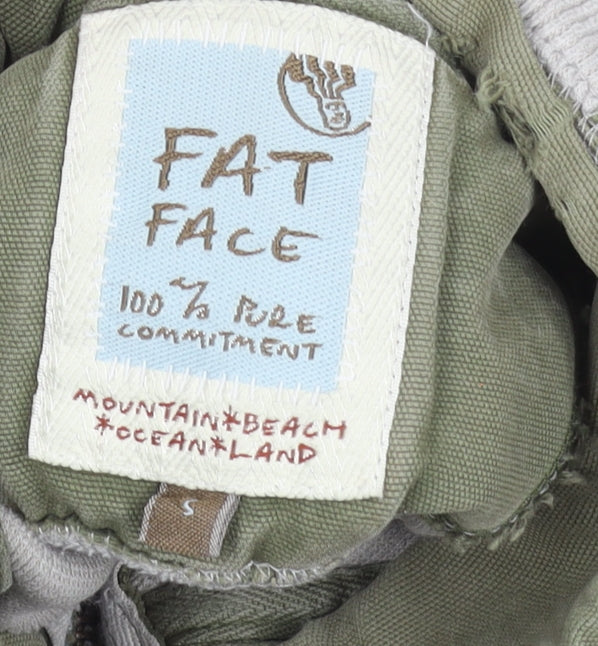 FAT
FACE
100% PURE
COMMITMENT
MOUNTAIN*BEACH
*OCEAN*LAND
S